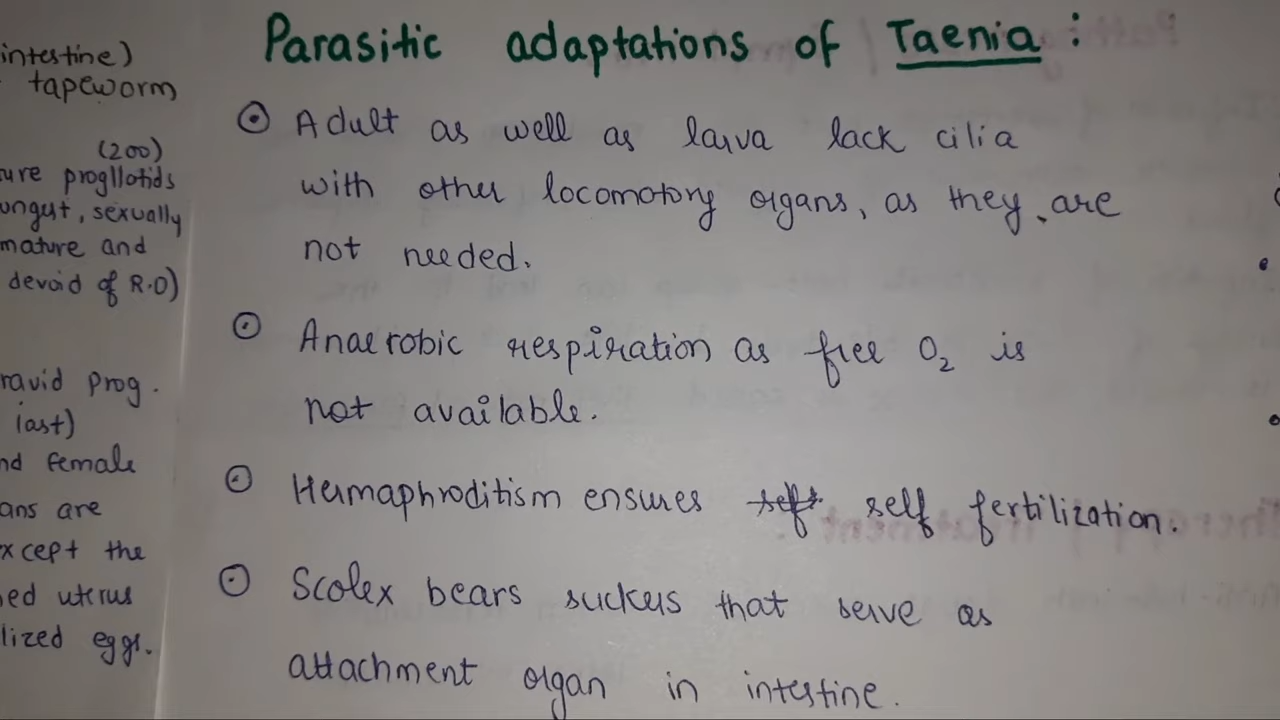 intestine)
tapeworm
(200)
ure proglottids
ungest, sexually
mature and
devoid of R.O)
ravid prog.
last)
nd female
ans are
xcept the
ed uterus
lized eggs.
Parasitic adaptations of Taenia :
Adult as well as larva lack cilia
with other locomotory organs, as they are
not needed.
Anaerobic respiration as free O₂ is
not available.
Hermaphroditism ensures self fertilization.
Scolex bears suckers that serve as
attachment organ in intestine.